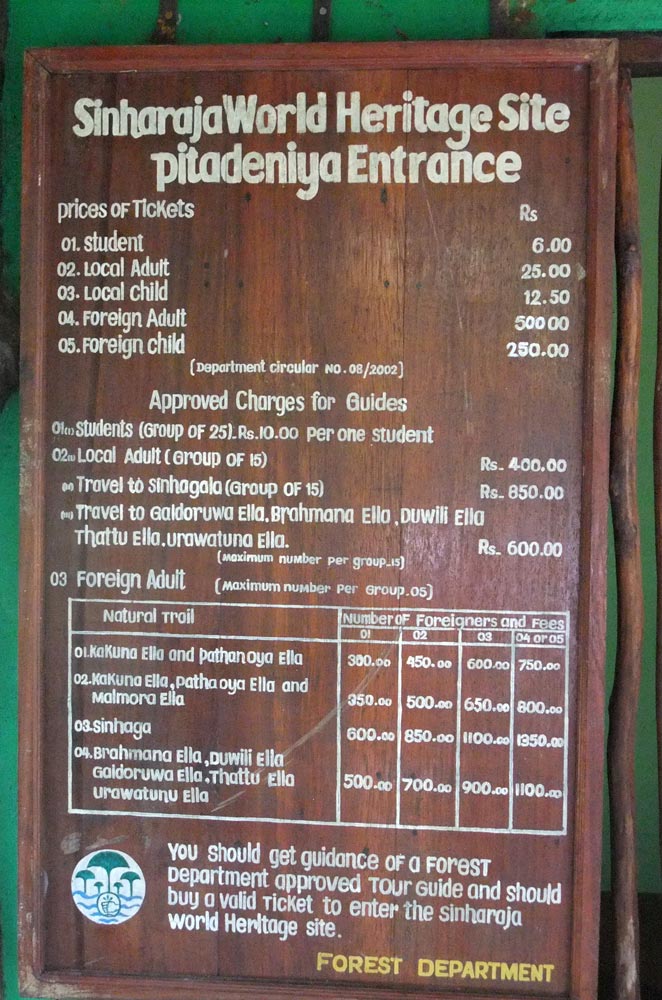 Sinharaja World Heritage Site
pitadeniya Entrance
prices of Tickets Rs
01. Student 6.00
02. Local Adult 25.00
03. Local Child 12.50
04. Foreign Adult 500 00
05. Foreign child 250.00
(Department circular No. 08/2002)
Approved Charges for Guides
01(i) Students (Group of 25)_Rs.10.00 per one student
02(i) Local Adult (Group of 15) Rs_ 400.00
(ii) Travel to Sinhagala (Group of 15) Rs_ 850.00
(iii) Travel to Galdoruwa Ella, Brahmana Ella, Duwili Ella
Thattu Ella, urawatuna Ella. Rs_ 600.00
(Maximum number per group_15)
03 Foreign Adult (Maximum number per Group_05)
Natural Trail Number of Foreigners and Fees
01 02 03 04 or 05
01. Kakuna Ella and pathanoya Ella 300.00 450.00 600.00 750.00
02. Kakuna Ella, patha oya Ella and
Malmora Ella 350.00 500.00 650.00 800.00
03. Sinhaga 600.00 850.00 1100.00 1350.00
04. Brahmana Ella, Duwili Ella
Galdoruwa Ella, Thattu Ella 500.00 700.00 900.00 1100.00
urawatunu Ella
You should get guidance of a Forest
Department approved Tour Guide and should
buy a valid Ticket to enter the sinharaja
world Heritage site.
FOREST DEPARTMENT